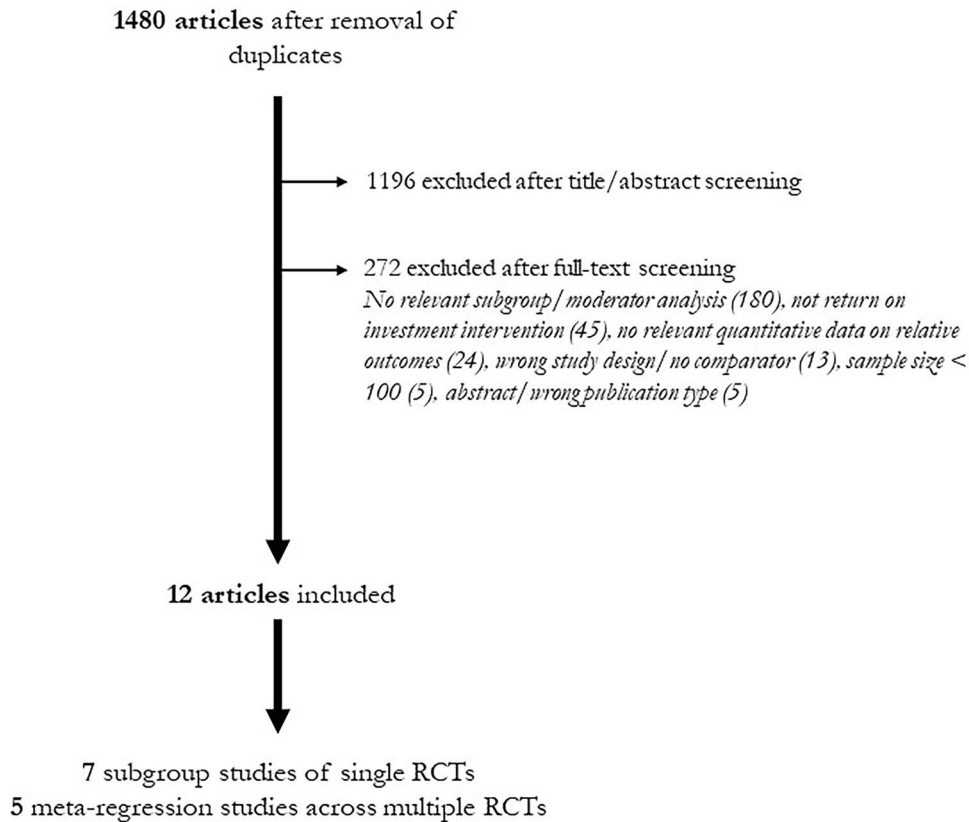 1480 articles after removal of
duplicates
1196 excluded after title/abstract screening
272 excluded after full-text screening
No relevant subgroup/moderator analysis (180), not return on
investment intervention (45), no relevant quantitative data on relative
outcomes (24), wrong study design/no comparator (13), sample size <
100 (5), abstract/wrong publication type (5)
12 articles included
7 subgroup studies of single RCTs
5 meta-regression studies across multiple RCTs